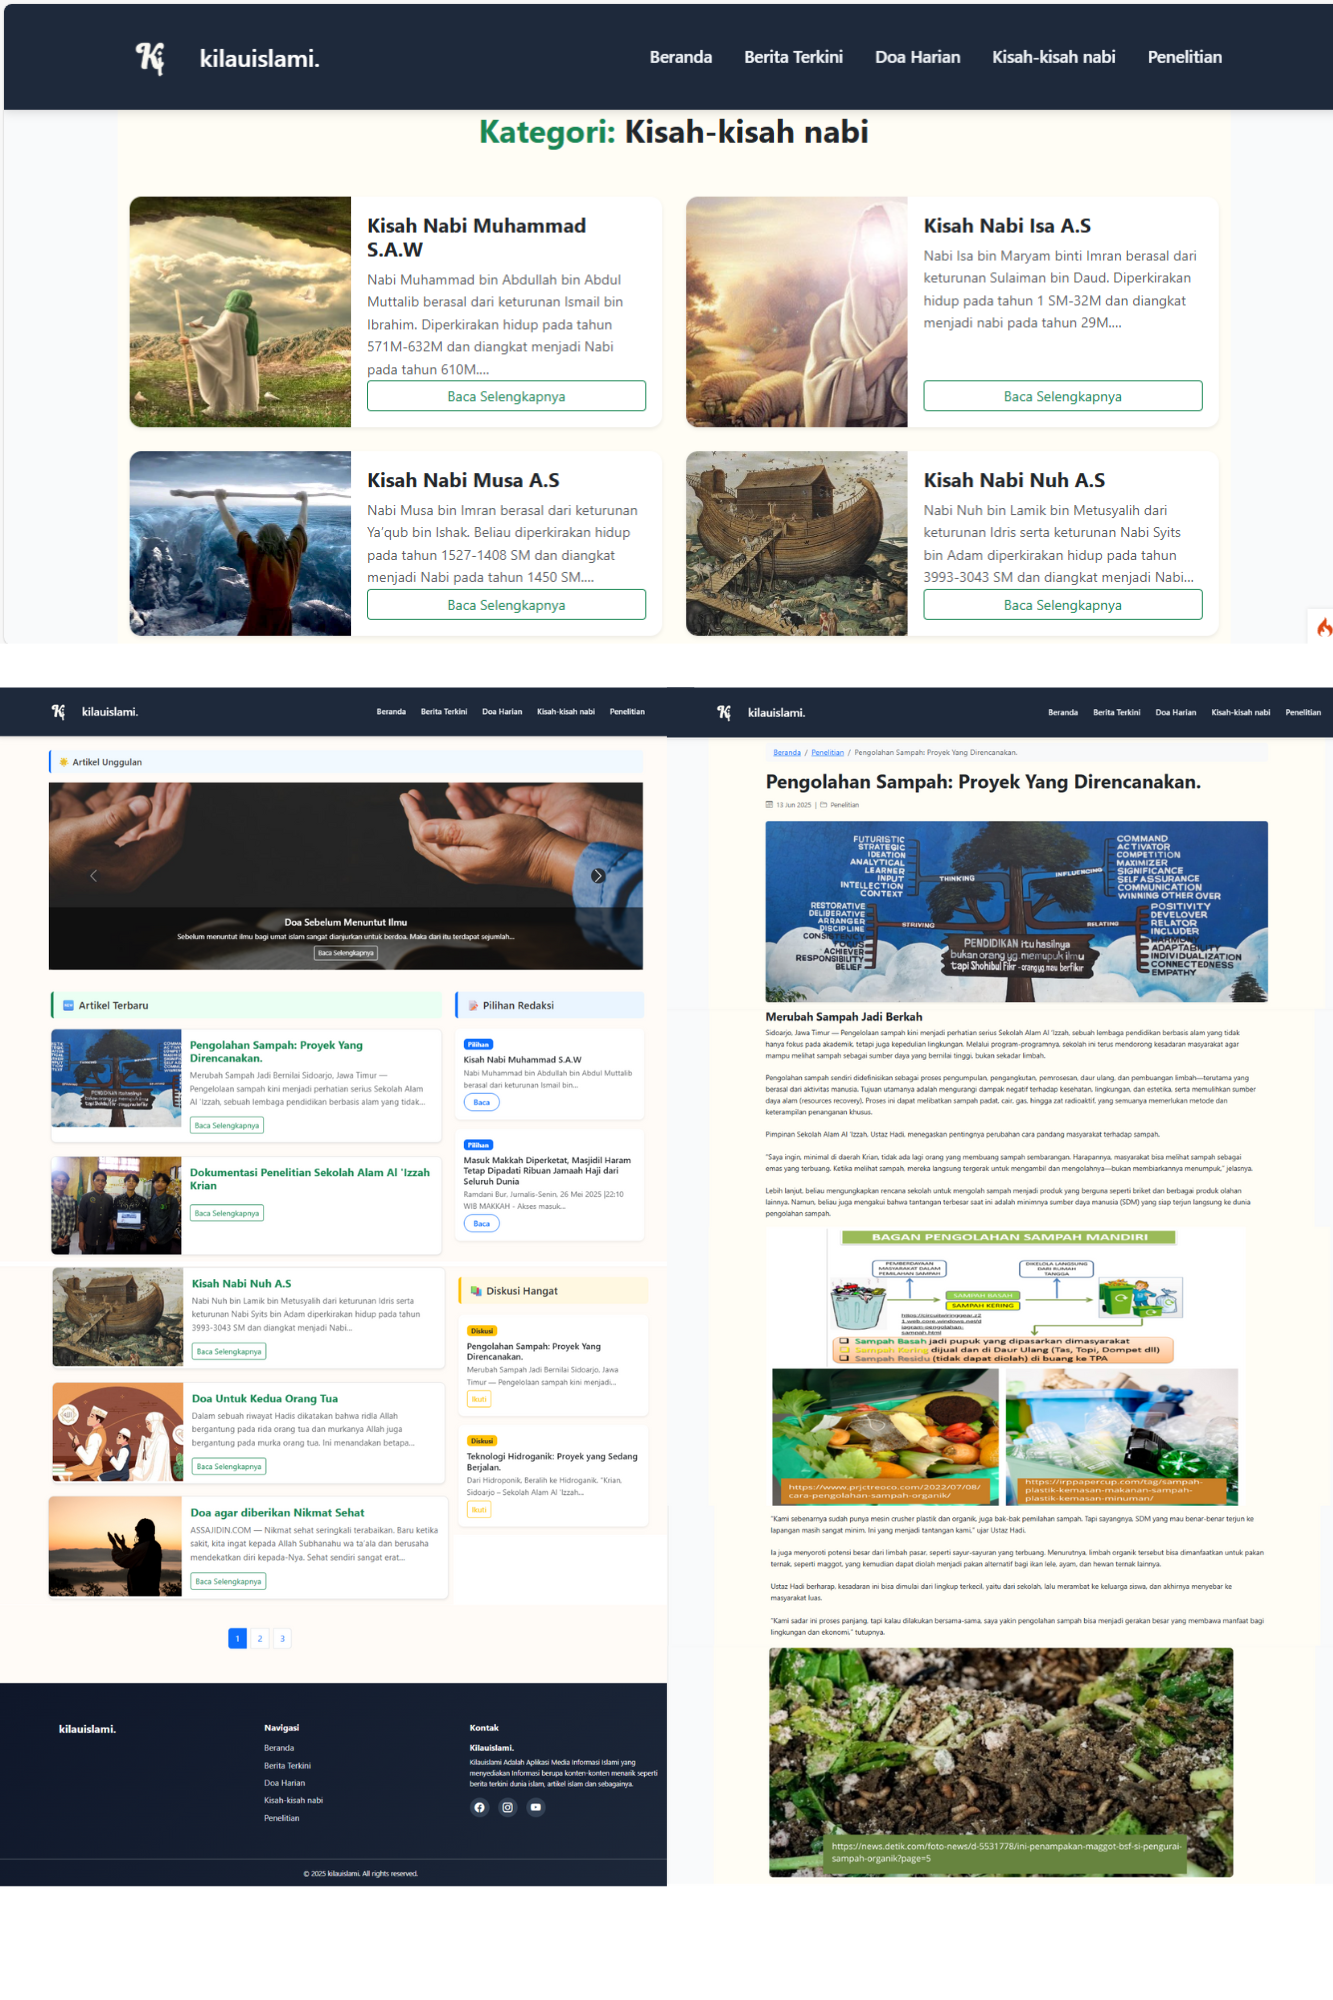 kilauislami.
Beranda
Berita Terkini
Doa Harian
Kisah-kisah nabi
Penelitian
Kategori: Kisah-kisah nabi
Kisah Nabi Muhammad
S.A.W
Nabi Muhammad bin Abdullah bin Abdul
Muttalib berasal dari keturunan Ismail bin
Ibrahim. Diperkirakan hidup pada tahun
571M-632M dan diangkat menjadi Nabi
pada tahun 610M....
Baca Selengkapnya
Kisah Nabi Isa A.S
Nabi Isa bin Maryam binti Imran berasal dari
keturunan Sulaiman bin Daud. Diperkirakan
hidup pada tahun 1 SM-32M dan diangkat
menjadi nabi pada tahun 29M....
Baca Selengkapnya
Kisah Nabi Musa A.S
Nabi Musa bin Imran berasal dari keturunan
Ya'qub bin Ishak. Beliau diperkirakan hidup
pada tahun 1527-1408 SM dan diangkat
menjadi Nabi pada tahun 1450 SM....
Baca Selengkapnya
Kisah Nabi Nuh A.S
Nabi Nuh bin Lamik bin Metusyalih dari
keturunan Idris serta keturunan Nabi Syits
bin Adam diperkirakan hidup pada tahun
3993-3043 SM dan diangkat menjadi Nabi...
Baca Selengkapnya
kilauislami.
Beranda
Berita Terkini
Doa Harian
Kisah-kisah nabi
Penelitian
Artikel Unggulan
Doa Sebelum Menuntut Ilmu
Sebelum menuntut ilmu bagi umat islam sangat dianjurkan untuk berdoa. Maka dari itu terdapat sejumlah...
Baca Selengkapnya
Artikel Terbaru
Pengolahan Sampah: Proyek Yang
Direncanakan.
Merubah Sampah Jadi Bernilai Sidoarjo, Jawa Timur —
Pengelolaan sampah kini menjadi perhatian serius Sekolah Alam
Al 'Izzah, sebuah lembaga pendidikan berbasis alam yang tidak...
Baca Selengkapnya
Dokumentasi Penelitian Sekolah Alam Al 'Izzah
Krian
Baca Selengkapnya
Kisah Nabi Nuh A.S
Nabi Nuh bin Lamik bin Metusyalih dari keturunan Idris serta
keturunan Nabi Syits bin Adam diperkirakan hidup pada tahun
3993-3043 SM dan diangkat menjadi Nabi...
Baca Selengkapnya
Doa Untuk Kedua Orang Tua
Dalam sebuah riwayat Hadis dikatakan bahwa ridla Allah
bergantung pada rida orang tua dan murkanya Allah juga
bergantung pada murka orang tua. Ini menandakan betapa...
Baca Selengkapnya
Doa agar diberikan Nikmat Sehat
ASSAJIDIN.COM — Nikmat sehat seringkali terabaikan. Baru ketika
sakit, kita ingat kepada Allah Subhanahu wa ta'ala dan berusaha
mendekatkan diri kepada-Nya. Sehat sendiri sangat erat...
Baca Selengkapnya
1
2
3
Pilihan Redaksi
Pilihan
Kisah Nabi Muhammad S.A.W
Nabi Muhammad bin Abdullah bin Abdul Muttalib
berasal dari keturunan Ismail bin...
Baca
Pilihan
Masuk Makkah Diperketat, Masjidil Haram
Tetap Dipadati Ribuan Jamaah Haji dari
Seluruh Dunia
Ramdani Bur, Jurnalis-Senin, 26 Mei 2025 |22:10
WIB MAKKAH - Akses masuk...
Baca
Diskusi Hangat
Diskusi
Pengolahan Sampah: Proyek Yang
Direncanakan.
Merubah Sampah Jadi Bernilai Sidoarjo, Jawa
Timur — Pengelolaan sampah kini menjadi...
Ikuti
Diskusi
Teknologi Hidroganik: Proyek yang Sedang
Berjalan.
Dari Hidroponik, Beralih ke Hidroganik. "Krian,
Sidoarjo – Sekolah Alam Al 'Izzah...
Ikuti
kilauislami.
Navigasi
Beranda
Berita Terkini
Doa Harian
Kisah-kisah nabi
Penelitian
Kontak
Kilauislami.
Kilauislami Adalah Aplikasi Media Informasi Islami yang
menyediakan Informasi berupa konten-konten menarik seperti
berita terkini dunia islam, artikel islam dan sebagainya.
© 2025 kilauislami. All rights reserved.
kilauislami.
Beranda
Berita Terkini
Doa Harian
Kisah-kisah nabi
Penelitian
Beranda / Penelitian / Pengolahan Sampah: Proyek Yang Direncanakan.
Pengolahan Sampah: Proyek Yang Direncanakan.
13 Jun 2025 | Penelitian
FUTURISTIC
STRATEGIC
IDEATION
ANALYTICAL
LEARNER
INPUT
INTELLECTION
CONTEXT
THINKING
INFLUENCING
COMMAND
ACTIVATOR
COMPETITION
MAXIMIZER
SIGNIFICANCE
SELF ASSURANCE
COMMUNICATION
WINNING OTHER OVER
RESTORATIVE
DELIBERATIVE
ARRANGER
DISCIPLINE
CONSISTENCY
FOCUS
ACHIEVER
RESPONSIBILITY
BELIEF
STRIVING
RELATING
POSITIVITY
DEVELOVER
RELATOR
INCLUDER
HARMONY
ADAPTABILITY
INDIVIDUALIZATION
CONNECTEDNESS
EMPATHY
PENDIDIKAN itu hasilnya
bukan orang yg. memupuk ilmu
tapi Shohibul Fikr - orang yg.mau berfikir
Merubah Sampah Jadi Berkah
Sidoarjo, Jawa Timur — Pengelolaan sampah kini menjadi perhatian serius Sekolah Alam Al 'Izzah, sebuah lembaga pendidikan berbasis alam yang tidak
hanya fokus pada akademik, tetapi juga kepedulian lingkungan. Melalui program-programnya, sekolah ini terus mendorong kesadaran masyarakat agar
mampu melihat sampah sebagai sumber daya yang bernilai tinggi, bukan sekadar limbah.
Pengolahan sampah sendiri didefinisikan sebagai proses pengumpulan, pengangkutan, pemrosesan, daur ulang, dan pembuangan limbah—terutama yang
berasal dari aktivitas manusia. Tujuan utamanya adalah mengurangi dampak negatif terhadap kesehatan, lingkungan, dan estetika, serta memulihkan sumber
daya alam (resources recovery). Proses ini dapat melibatkan sampah padat, cair, gas, hingga zat radioaktif, yang semuanya memerlukan metode dan
keterampilan penanganan khusus.
Pimpinan Sekolah Alam Al 'Izzah, Ustaz Hadi, menegaskan pentingnya perubahan cara pandang masyarakat terhadap sampah.
"Saya ingin, minimal di daerah Krian, tidak ada lagi orang yang membuang sampah sembarangan. Harapannya, masyarakat bisa melihat sampah sebagai
emas yang terbuang. Ketika melihat sampah, mereka langsung tergerak untuk mengambil dan mengolahnya—bukan membiarkannya menumpuk," jelasnya.
Lebih lanjut, beliau mengungkapkan rencana sekolah untuk mengolah sampah menjadi produk yang berguna seperti briket dan berbagai produk olahan
lainnya. Namun, beliau juga mengakui bahwa tantangan terbesar saat ini adalah minimnya sumber daya manusia (SDM) yang siap terjun langsung ke dunia
pengolahan sampah.
BAGAN PENGOLAHAN SAMPAH MANDIRI
PEMBERDAYAAN
MASYARAKAT DALAM
PEMILAHAN SAMPAH
DIKELOLA LANGSUNG
DARI RUMAH
TANGGA
SAMPAH BASAH
SAMPAH KERING
Sampah Basah jadi pupuk yang dipasarkan dimasyarakat
Sampah Kering dijual dan di Daur Ulang (Tas, Topi, Dompet dll)
Sampah Residu (tidak dapat diolah) di buang ke TPA
https://www.prjctreoco.com/2022/07/08/
cara-pengolahan-sampah-organik/
https://irppapercup.com/tag/sampah-
plastik-kemasan-makanan-sampah-
plastik-kemasan-minuman/
"Kami sebenarnya sudah punya mesin crusher plastik dan organik, juga bak-bak pemilahan sampah. Tapi sayangnya, SDM yang mau benar-benar terjun ke
lapangan masih sangat minim. Ini yang menjadi tantangan kami," ujar Ustaz Hadi.
Ia juga menyoroti potensi besar dari limbah pasar, seperti sayur-sayuran yang terbuang. Menurutnya, limbah organik tersebut bisa dimanfaatkan untuk pakan
ternak, seperti maggot, yang kemudian dapat diolah menjadi pakan alternatif bagi ikan lele, ayam, dan hewan ternak lainnya.
Ustaz Hadi berharap, kesadaran ini bisa dimulai dari lingkup terkecil, yaitu dari sekolah, lalu merambat ke keluarga siswa, dan akhirnya menyebar ke
masyarakat luas.
"Kami sadar ini proses panjang, tapi kalau dilakukan bersama-sama, saya yakin pengolahan sampah bisa menjadi gerakan besar yang membawa manfaat bagi
lingkungan dan ekonomi," tutupnya.
https://news.detik.com/foto-news/d-5531778/ini-penampakan-maggot-bsf-si-pengurai-
sampah-organik?page=5